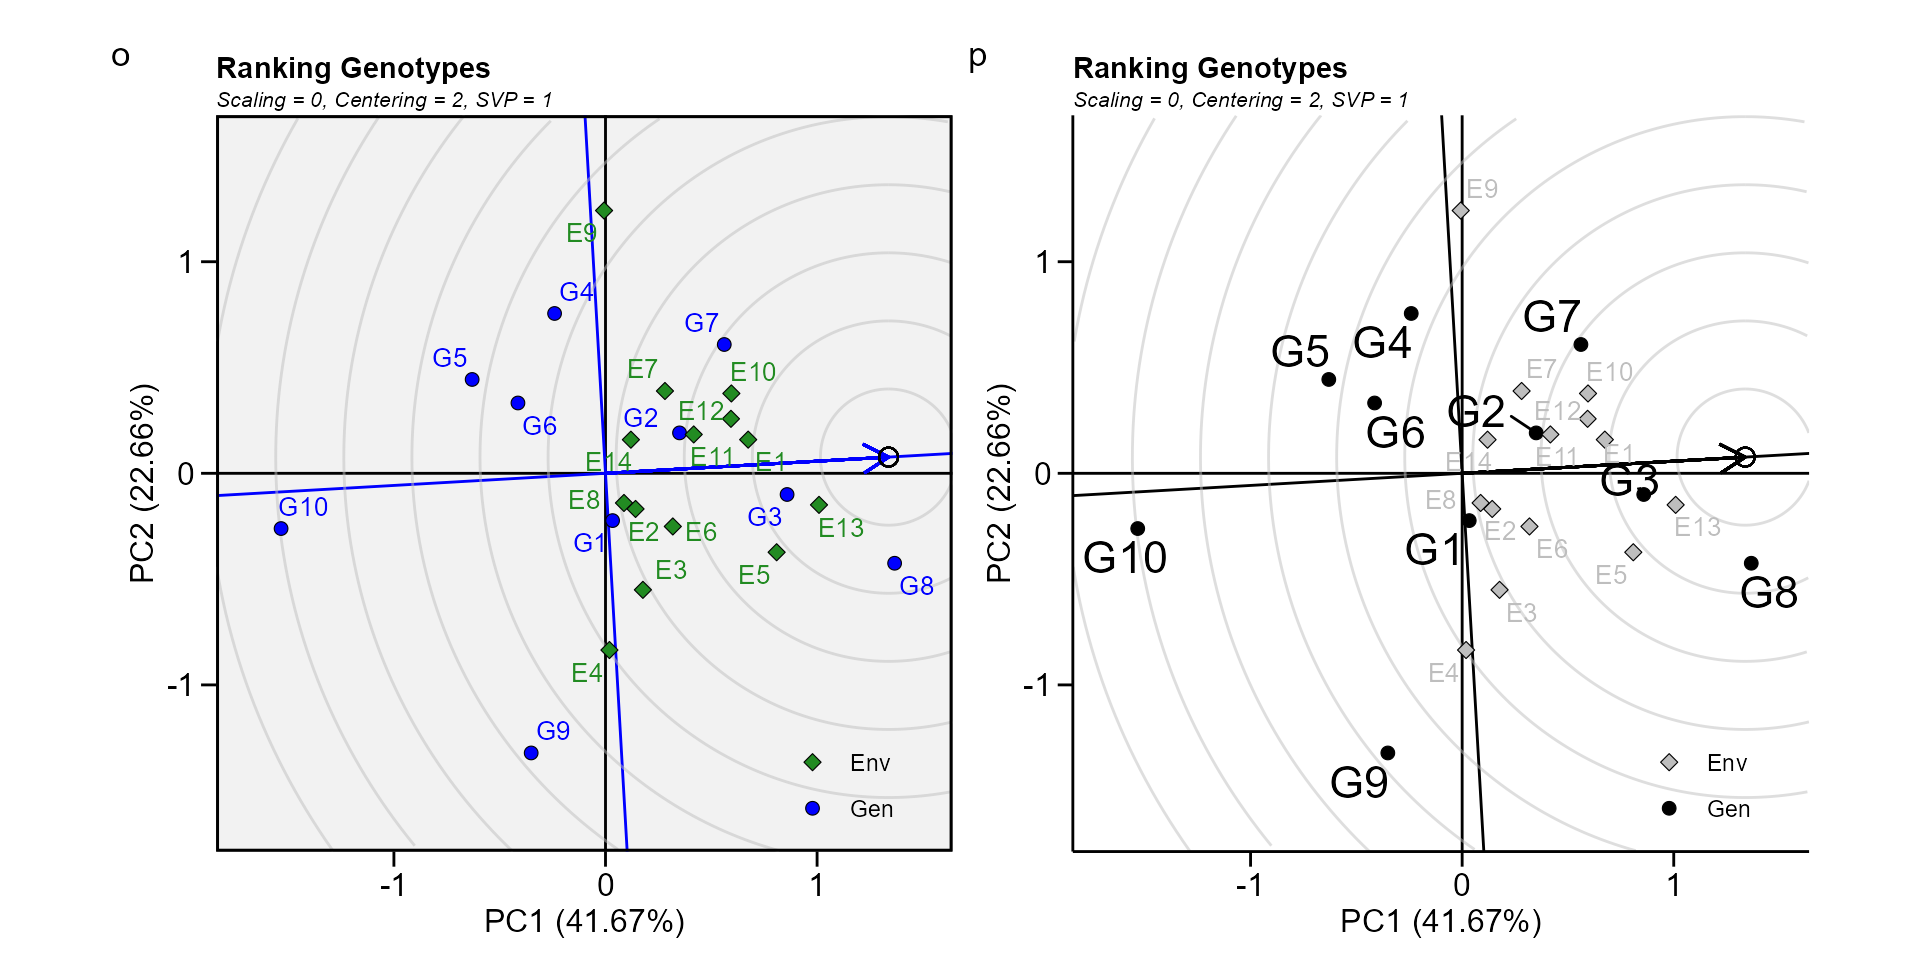 o
Ranking Genotypes
Scaling = 0, Centering = 2, SVP = 1
E9
1
G4
G7
G5
E7
E10
G2
E12
G6
E11
E1
E14
0
G10
E8
G3
E2
E6
E13
G1
E3
E5
G8
E4
-1
G9
Env
Gen
-1
0
1
PC1 (41.67%)
PC2 (22.66%)
p
Ranking Genotypes
Scaling = 0, Centering = 2, SVP = 1
E9
1
G7
G4
G5
E7
E10
G2
E12
G6
E11
E1
E14
0
G3
E8
E2
E13
G1
E6
G10
E5
G8
E3
E4
-1
G9
Env
Gen
-1
0
1
PC1 (41.67%)
PC2 (22.66%)